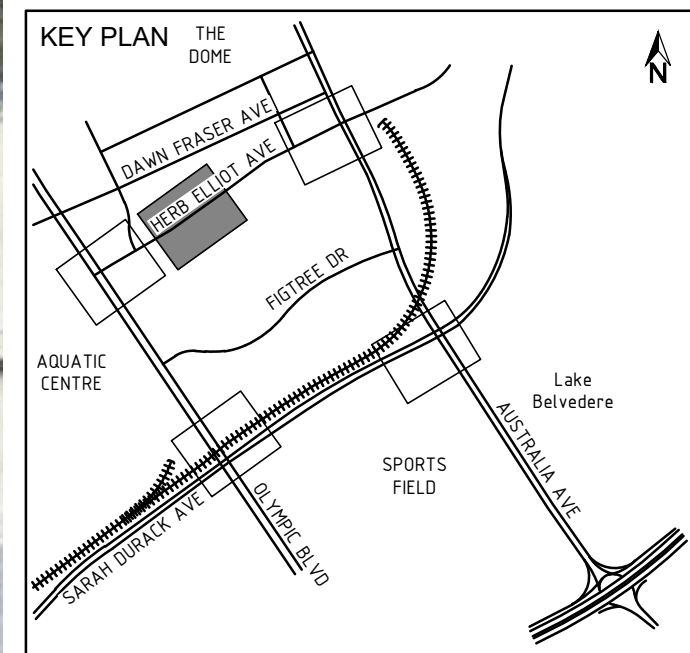 KEY PLAN
THE
DOME
N
DAWN FRASER AVE
HERB ELLIOT AVE
FIGTREE DR
AQUATIC
CENTRE
Lake
Belvedere
AUSTRALIA AVE
SPORTS
FIELD
OLYMPIC BLVD
SARAH DURACK AVE